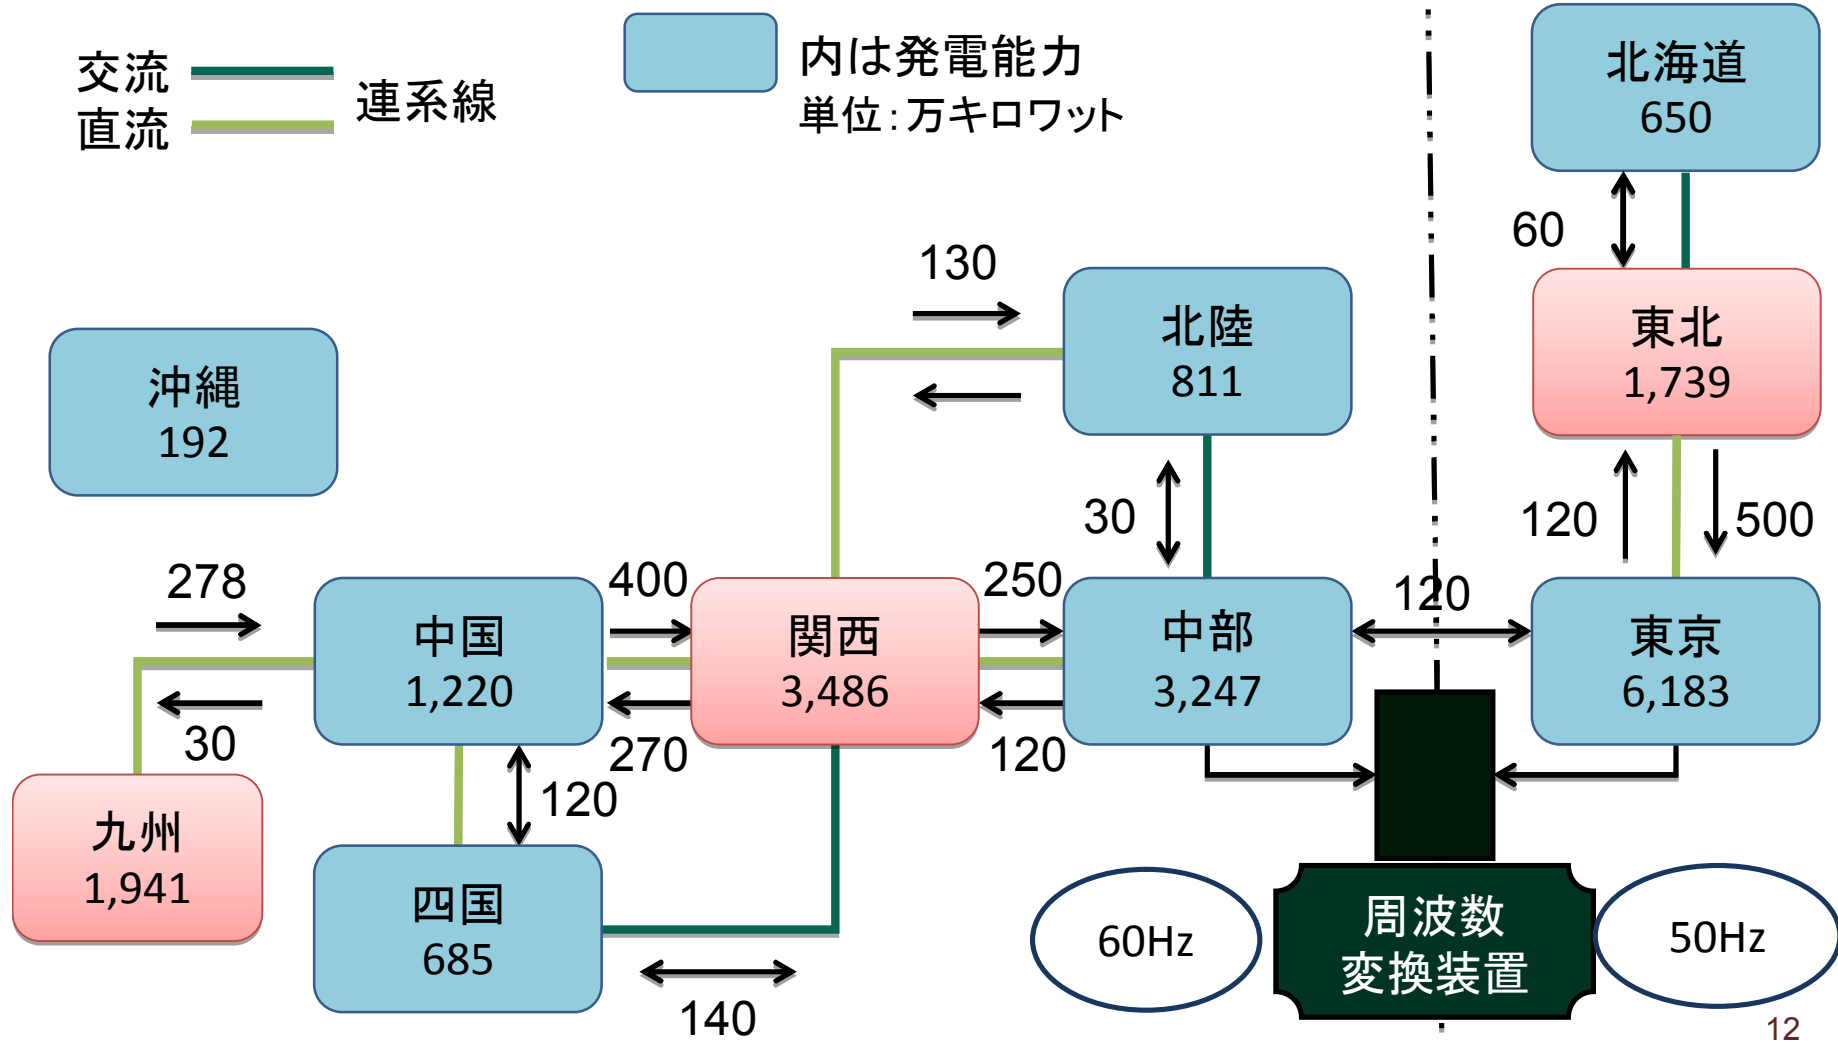 交流
直流
連系線
内は発電能力
単位：万キロワット
北海道
650
60
130
北陸
811
東北
1,739
沖縄
192
30
120
500
278
400
250
120
中国
1,220
関西
3,486
中部
3,247
東京
6,183
30
270
120
120
九州
1,941
四国
685
140
60Hz
周波数
変換装置
50Hz
12